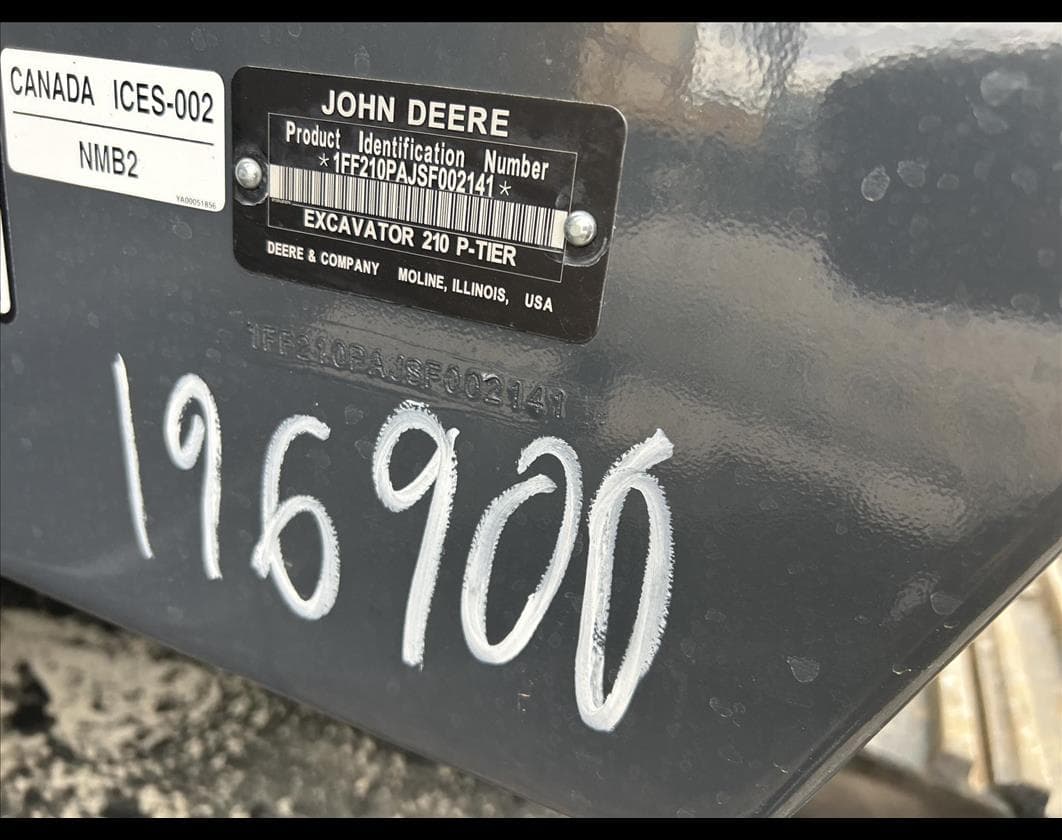 CANADA ICES-002
NMB2
YA00051856
JOHN DEERE
Product Identification Number
*1FF210PAJSF002141*
EXCAVATOR 210 P-TIER
DEERE & COMPANY MOLINE, ILLINOIS, USA
1FF210PAJSF002141
196900